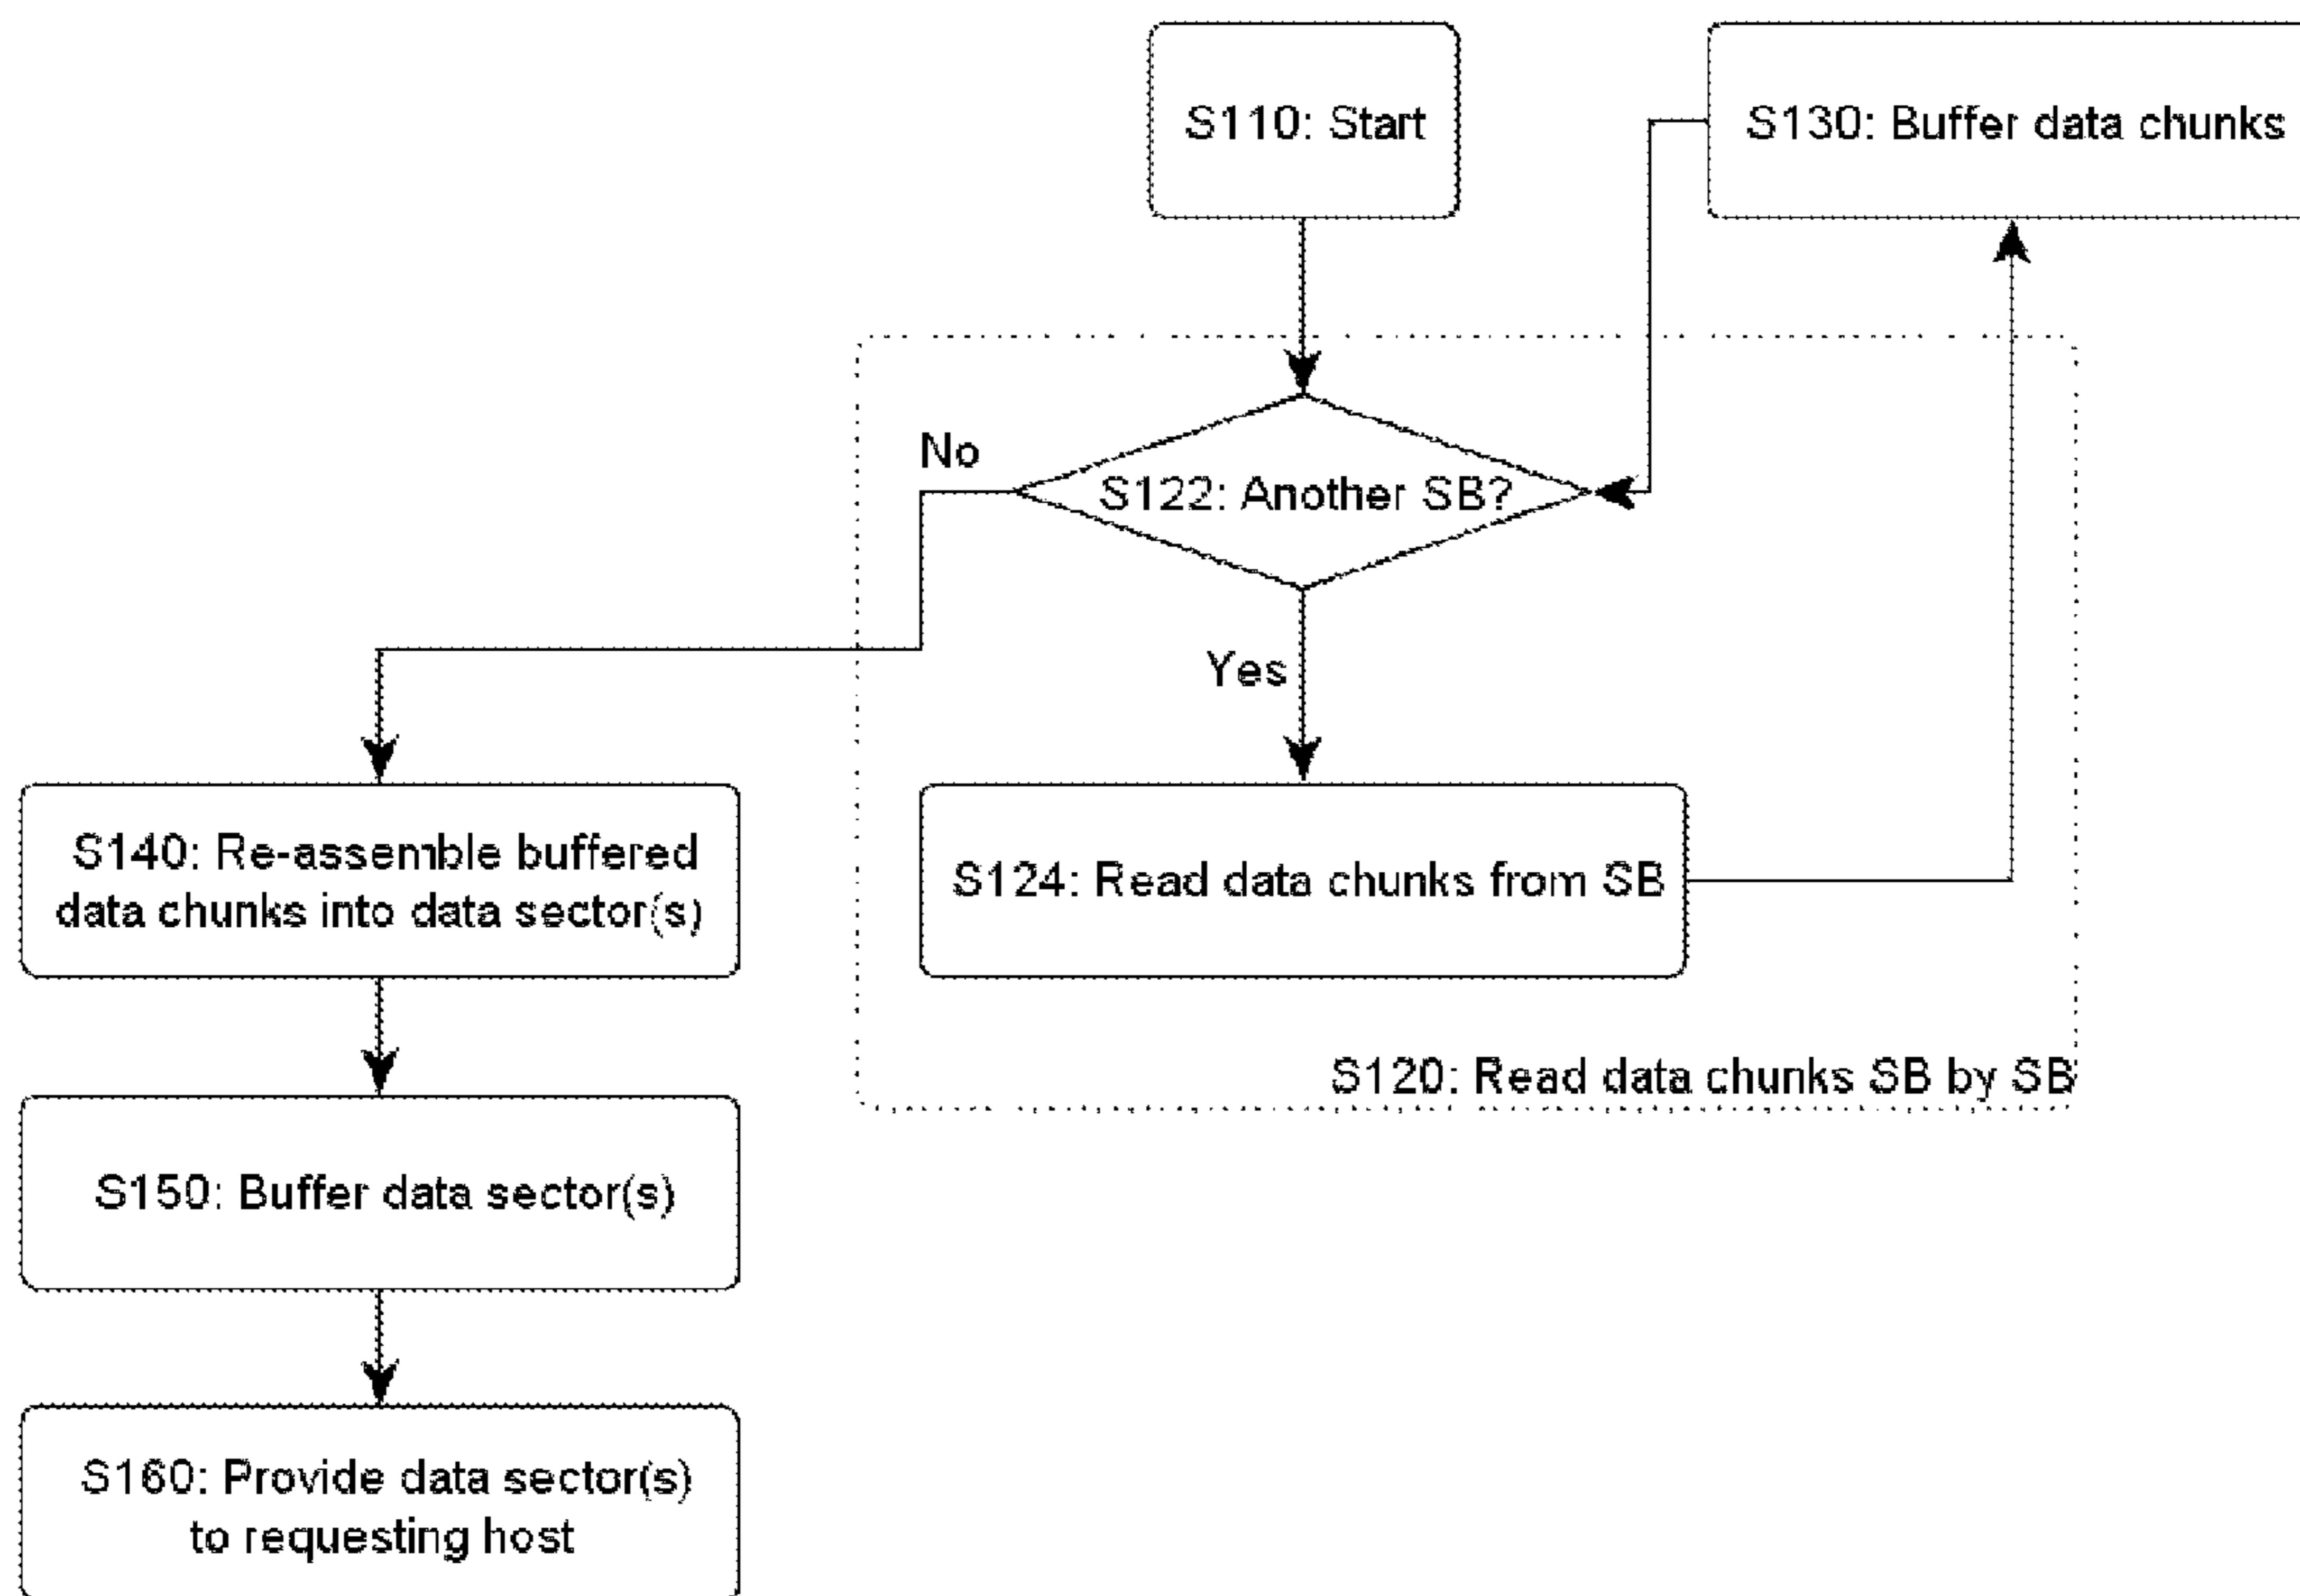 S110: Start
S130: Buffer data chunks
No
S122: Another SB?
Yes
S140: Re-assemble buffered
data chunks into data sector(s)
S124: Read data chunks from SB
S120: Read data chunks SB by SB
S150: Buffer data sector(s)
S160: Provide data sector(s)
to requesting host